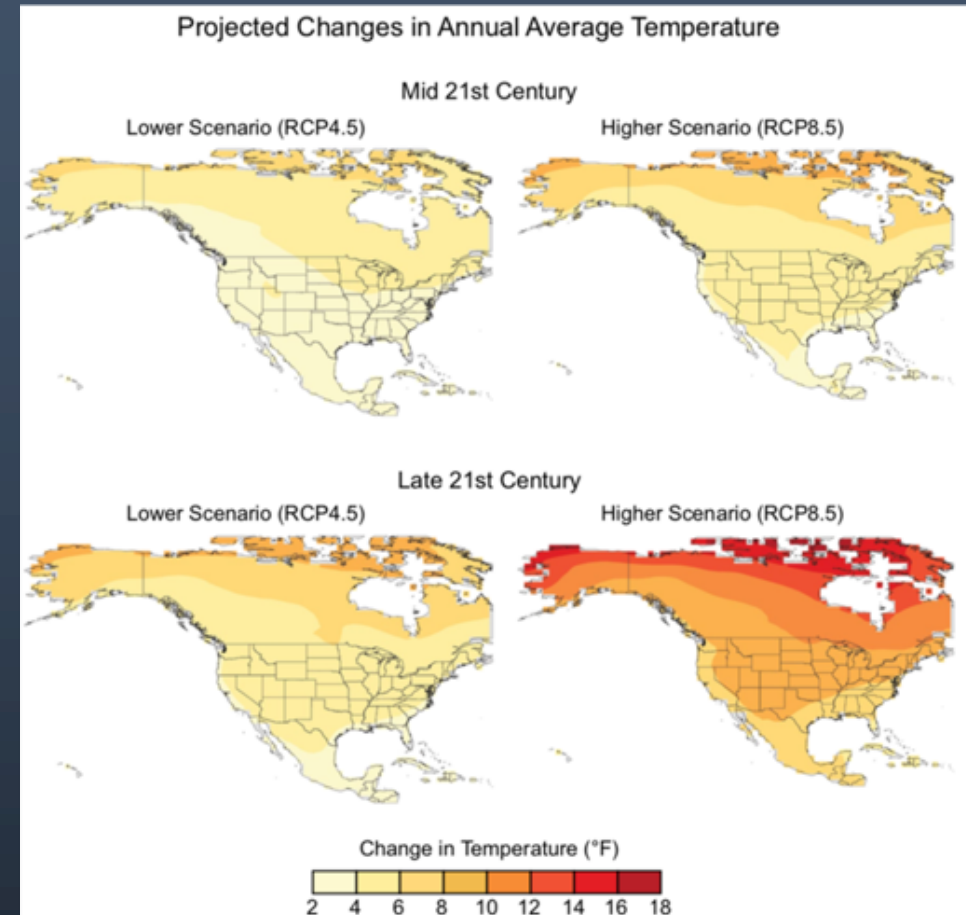 Projected Changes in Annual Average Temperature
Mid 21st Century
Lower Scenario (RCP4.5)
Higher Scenario (RCP8.5)
Late 21st Century
Lower Scenario (RCP4.5)
Higher Scenario (RCP8.5)
Change in Temperature (°F)
2 4 6 8 10 12 14 16 18